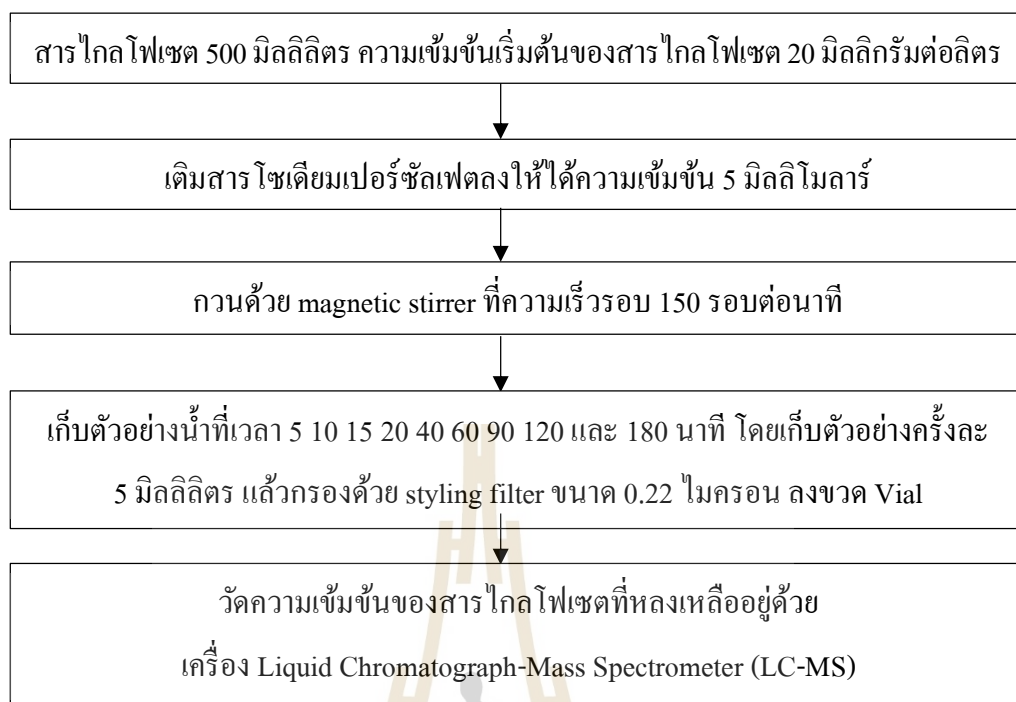 สารไกลโฟเซต 500 มิลลิลิตร ความเข้มข้นเริ่มต้นของสารไกลโฟเซต 20 มิลลิกรัมต่อลิตร
เติมสารโซเดียมเปอร์ซัลเฟตลงให้ได้ความเข้มข้น 5 มิลลิโมลาร์
กวนด้วย magnetic stirrer ที่ความเร็วรอบ 150 รอบต่อนาที
เก็บตัวอย่างน้ำที่เวลา 5 10 15 20 40 60 90 120 และ 180 นาที โดยเก็บตัวอย่างครั้งละ
5 มิลลิลิตร แล้วกรองด้วย styling filter ขนาด 0.22 ไมครอน ลงขวด Vial
วัดความเข้มข้นของสารไกลโฟเซตที่หลงเหลืออยู่ด้วย
เครื่อง Liquid Chromatograph-Mass Spectrometer (LC-MS)